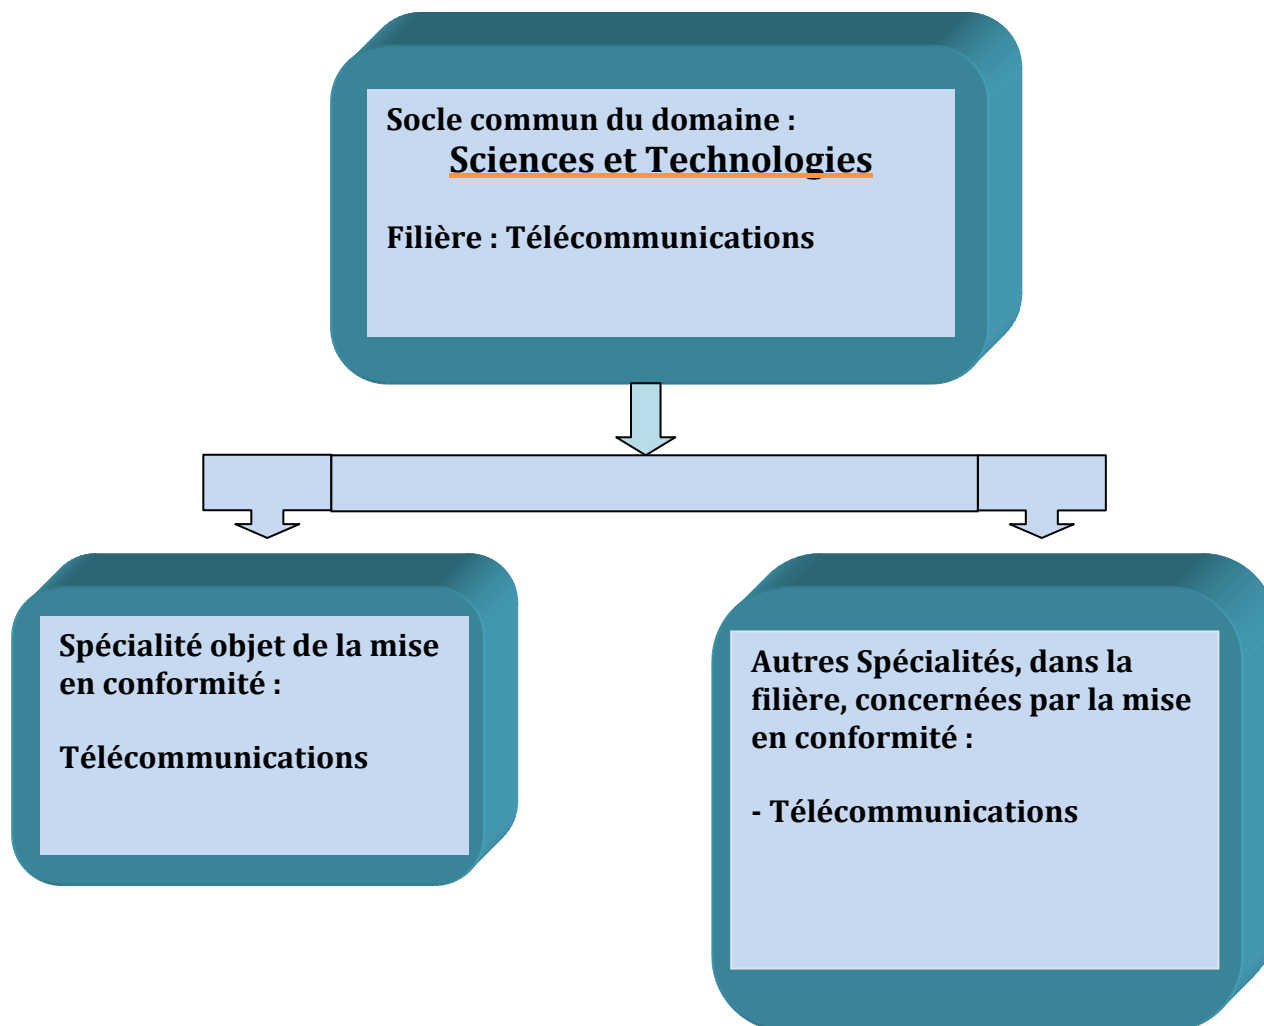 Socle commun du domaine :
Sciences et Technologies
Filière : Télécommunications
Spécialité objet de la mise
en conformité :
Télécommunications
Autres Spécialités, dans la
filière, concernées par la mise
en conformité :
- Télécommunications